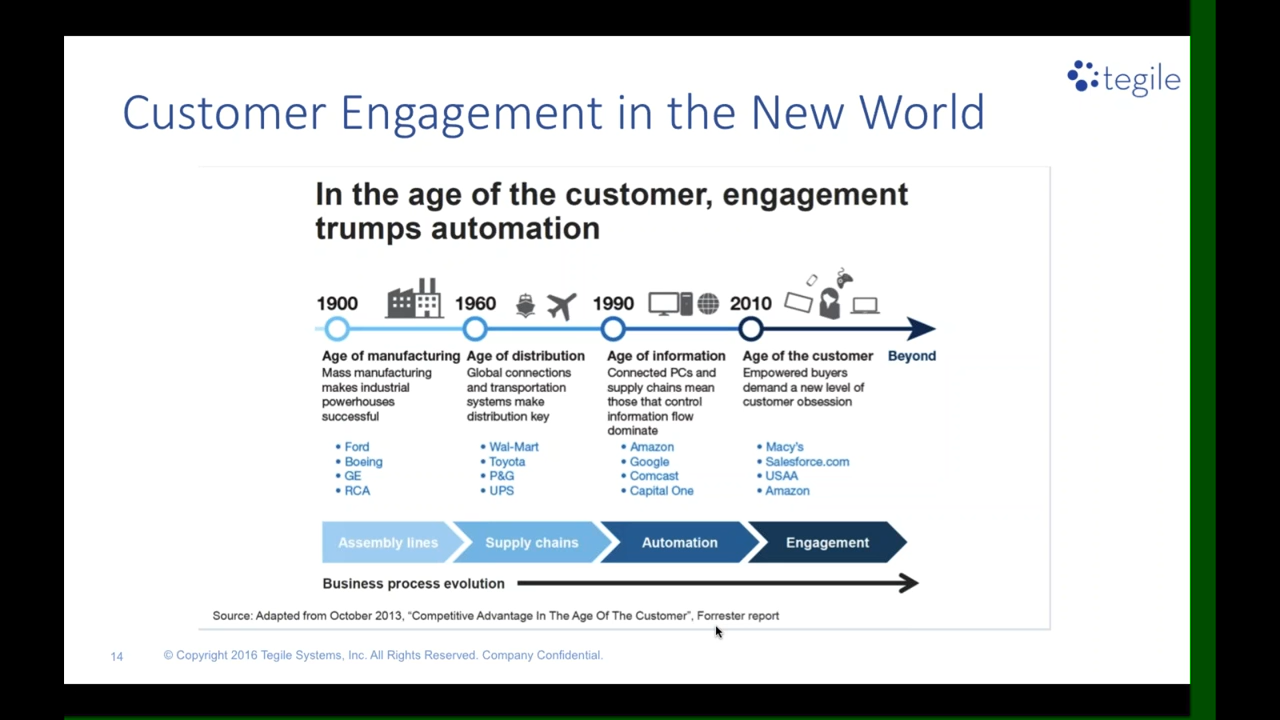 tegile
Customer Engagement in the New World
In the age of the customer, engagement
trumps automation
1900
1960
1990
2010
Age of manufacturing
Mass manufacturing
makes industrial
powerhouses
successful
• Ford
• Boeing
• GE
• RCA
Age of distribution
Global connections
and transportation
systems make
distribution key
• Wal-Mart
• Toyota
• P&G
• UPS
Age of information
Connected PCs and
supply chains mean
those that control
information flow
dominate
• Amazon
• Google
• Comcast
• Capital One
Age of the customer
Empowered buyers
demand a new level of
customer obsession
• Macy's
• Salesforce.com
• USAA
• Amazon
Beyond
Assembly lines
Supply chains
Automation
Engagement
Business process evolution
Source: Adapted from October 2013, “Competitive Advantage In The Age Of The Customer”, Forrester report
14
© Copyright 2016 Tegile Systems, Inc. All Rights Reserved. Company Confidential.